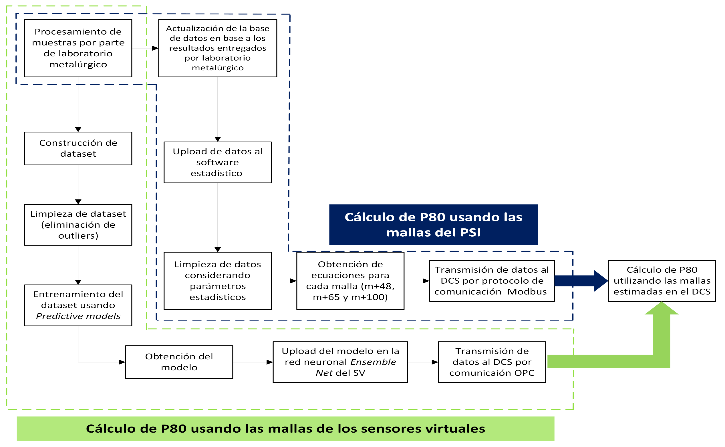 Procesamiento de
muestras por parte
de laboratorio
metalúrgico
Actualización de la base
de datos en base a los
resultados entregados
por laboratorio
metalúrgico
Construcción de
dataset
Upload de datos al
software
estadístico
Limpieza de dataset
(eliminación de
outliers)
Cálculo de P80 usando las
mallas del PSI
Limpieza de datos
considerando
parámetros
estadísticos
Obtención de
ecuaciones para
cada malla (m+48,
m+65 y m+100)
Transmisión de datos al
DCS por protocolo de
comunicación Modbus
Cálculo de P80
utilizando las mallas
estimadas en el DCS
Entrenamiento del
dataset usando
Predictive models
Obtención del
modelo
Upload del modelo en la
red neuronal Ensemble
Net del SV
Transmisión de
datos al DCS por
comunicaión OPC
Cálculo de P80 usando las mallas de los sensores virtuales